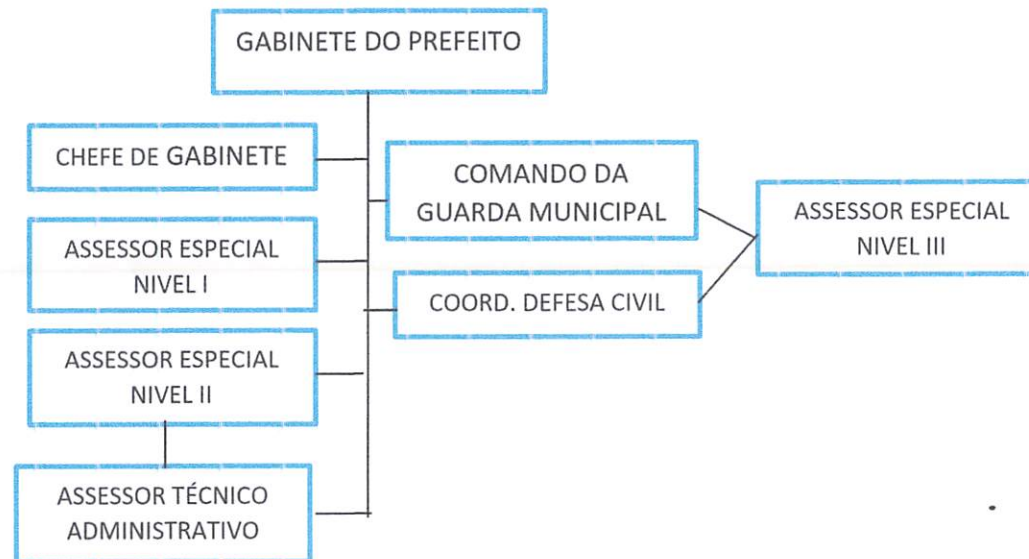 GABINETE DO PREFEITO
CHEFE DE GABINETE
COMANDO DA
GUARDA MUNICIPAL
ASSESSOR ESPECIAL
NIVEL III
ASSESSOR ESPECIAL
NIVEL I
COORD. DEFESA CIVIL
ASSESSOR ESPECIAL
NIVEL II
ASSESSOR TÉCNICO
ADMINISTRATIVO